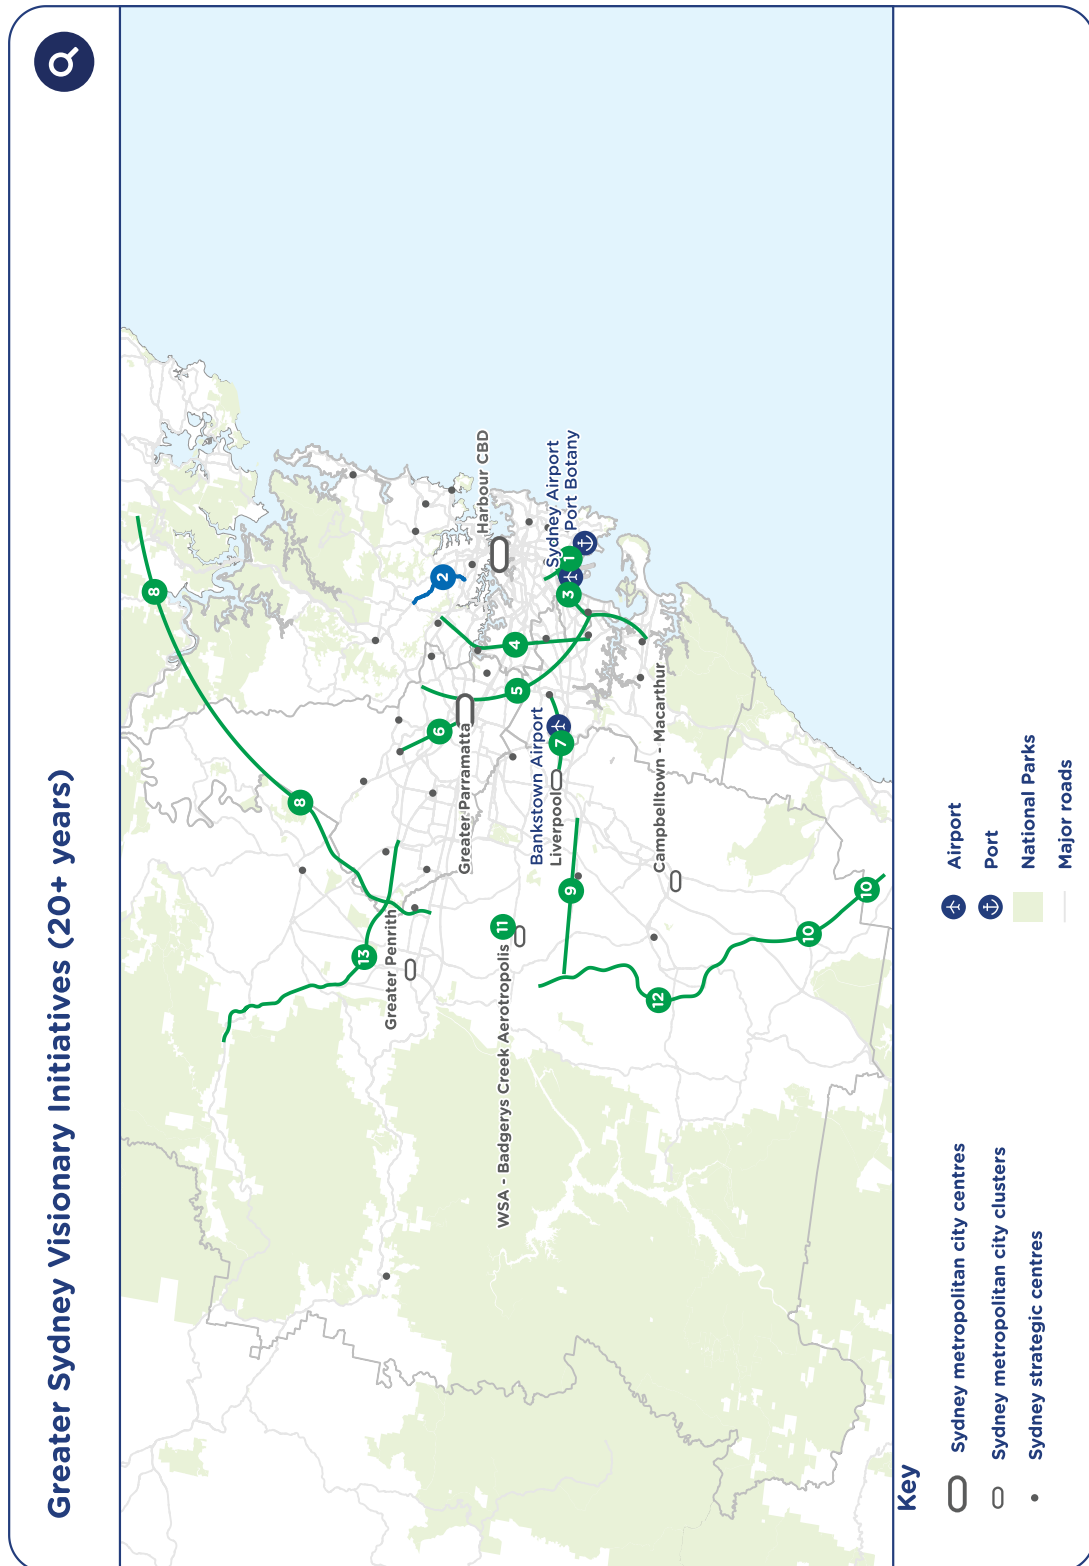 Greater Sydney Visionary Initiatives (20+ years)
8
8
13
Greater Penrith
2
Harbour CBD
6
Greater Parramatta
4
5
11
WSA - Badgerys Creek Aerotropolis
Sydney Airport
Port Botany
1
3
Bankstown Airport
7
Liverpool
9
Campbelltown - Macarthur
12
10
10
Key
Sydney metropolitan city centres
Sydney metropolitan city clusters
Sydney strategic centres
Airport
Port
National Parks
Major roads